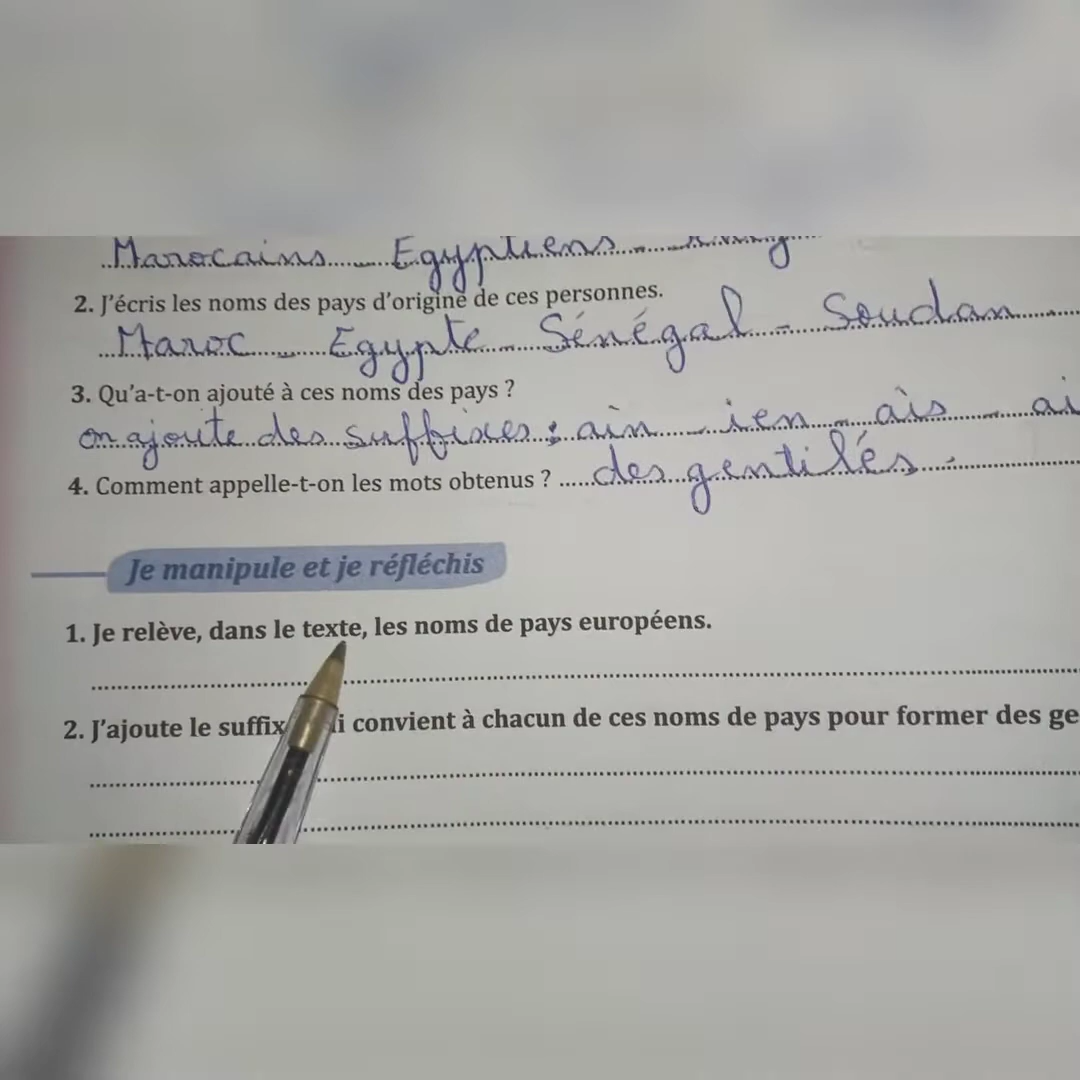 Marocains Egyptiens
2. J'écris les noms des pays d'origine de ces personnes.
Maroc Egypte - Sénégal - Soudan
3. Qu'a-t-on ajouté à ces noms des pays ?
on ajoute des suffixes : ain - ien - ais - ai
4. Comment appelle-t-on les mots obtenus ? des gentilés.
Je manipule et je réfléchis
1. Je relève, dans le texte, les noms de pays européens.
2. J'ajoute le suffix i convient à chacun de ces noms de pays pour former des ge